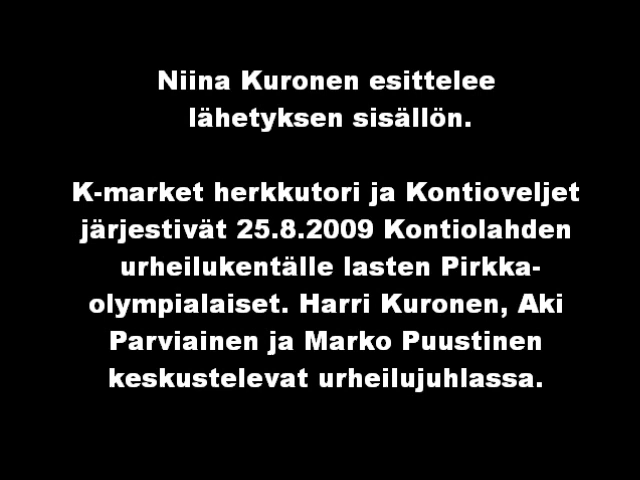 Niina Kuronen esittelee
lähetyksen sisällön.
K-market herkkutori ja Kontioveljet
järjestivät 25.8.2009 Kontiolahden
urheilukentälle lasten Pirkka-
olympialaiset. Harri Kuronen, Aki
Parviainen ja Marko Puustinen
keskustelevat urheilujuhlassa.